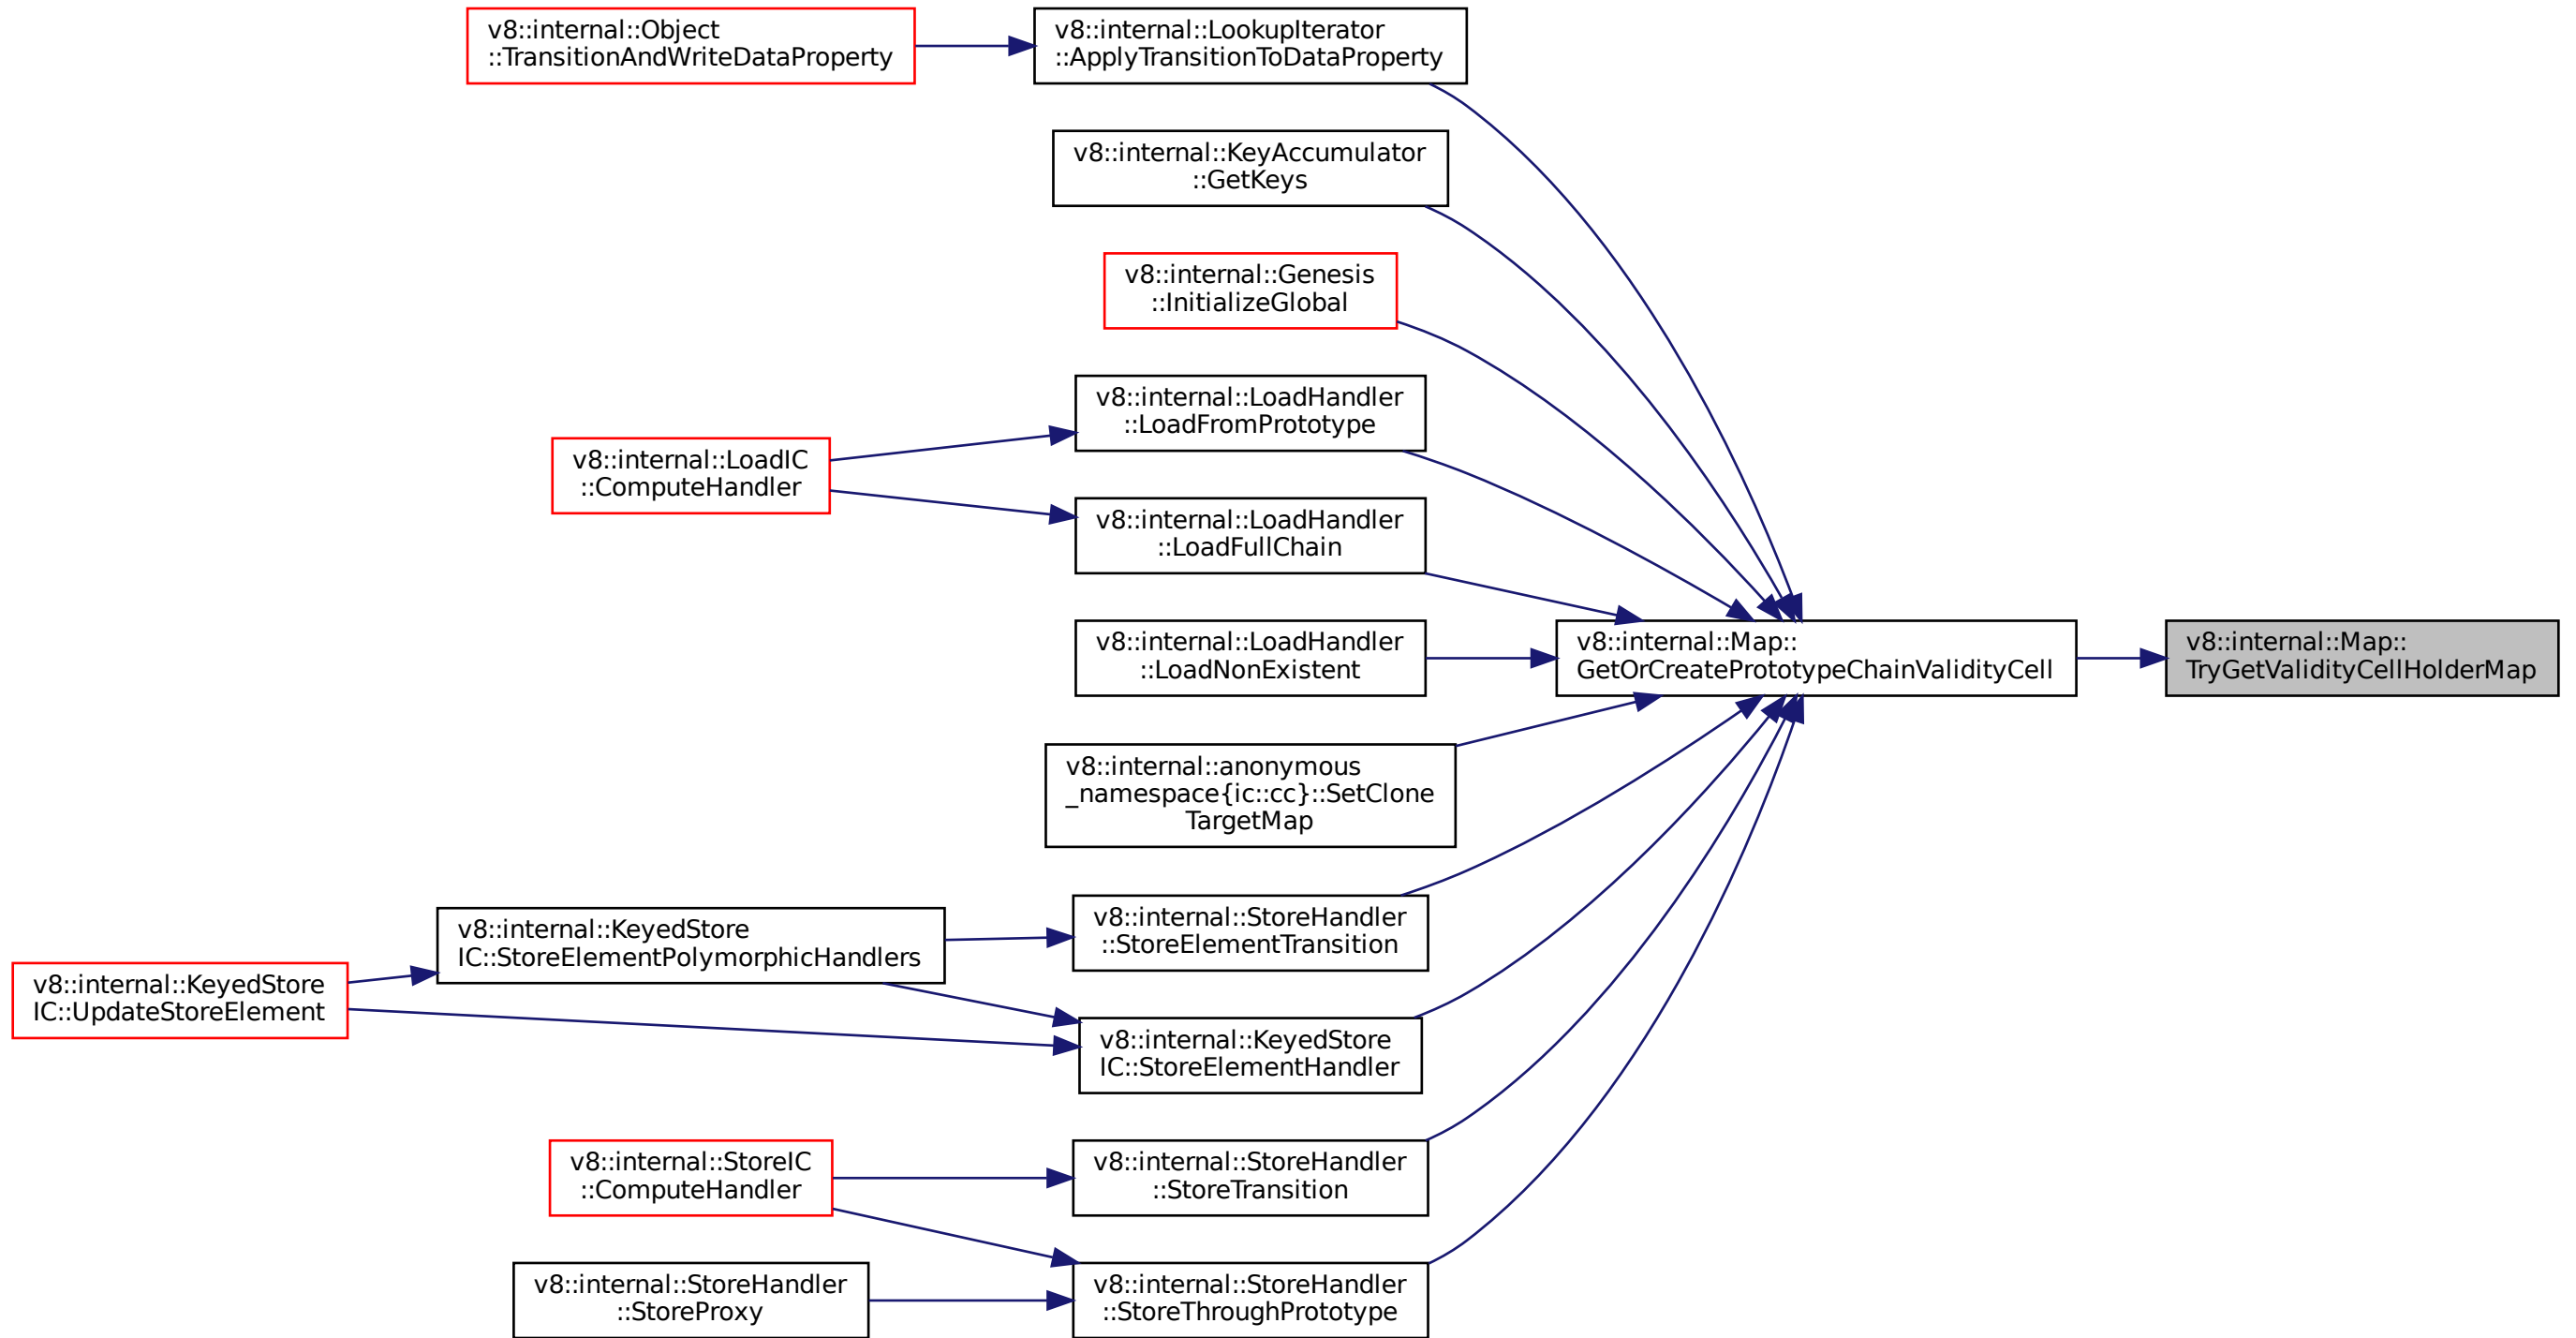 v8::internal::Object
::TransitionAndWriteDataProperty
v8::internal::LookupIterator
::ApplyTransitionToDataProperty
v8::internal::KeyAccumulator
::GetKeys
v8::internal::Genesis
::InitializeGlobal
v8::internal::LoadHandler
::LoadFromPrototype
v8::internal::LoadIC
::ComputeHandler
v8::internal::LoadHandler
::LoadFullChain
v8::internal::LoadHandler
::LoadNonExistent
v8::internal::Map::
GetOrCreatePrototypeChainValidityCell
v8::internal::Map::
TryGetValidityCellHolderMap
v8::internal::anonymous
_namespace{ic::cc}::SetClone
TargetMap
v8::internal::KeyedStore
IC::StoreElementPolymorphicHandlers
v8::internal::StoreHandler
::StoreElementTransition
v8::internal::KeyedStore
IC::UpdateStoreElement
v8::internal::KeyedStore
IC::StoreElementHandler
v8::internal::StoreIC
::ComputeHandler
v8::internal::StoreHandler
::StoreTransition
v8::internal::StoreHandler
::StoreProxy
v8::internal::StoreHandler
::StoreThroughPrototype